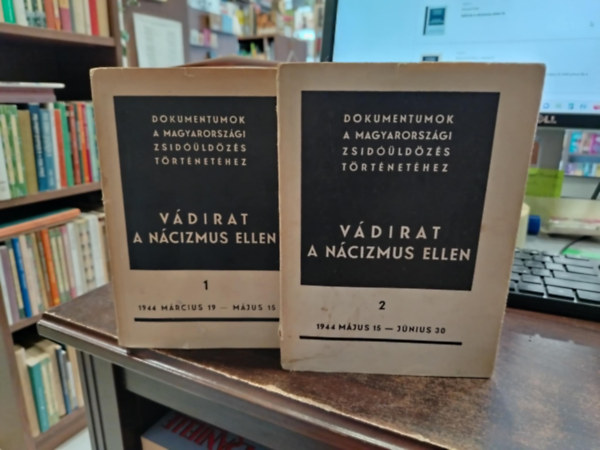 DOKUMENTUMOK
A MAGYARORSZÁGI
ZSIDÓÜLDÖZÉS
TÖRTÉNETÉHEZ
VÁDIRAT
A NÁCIZMUS ELLEN
1
1944 MÁRCIUS 19 — MÁJUS 15
DOKUMENTUMOK
A MAGYARORSZÁGI
ZSIDÓÜLDÖZÉS
TÖRTÉNETÉHEZ
VÁDIRAT
A NÁCIZMUS ELLEN
2
1944 MÁJUS 15 — JÚNIUS 30
DELL